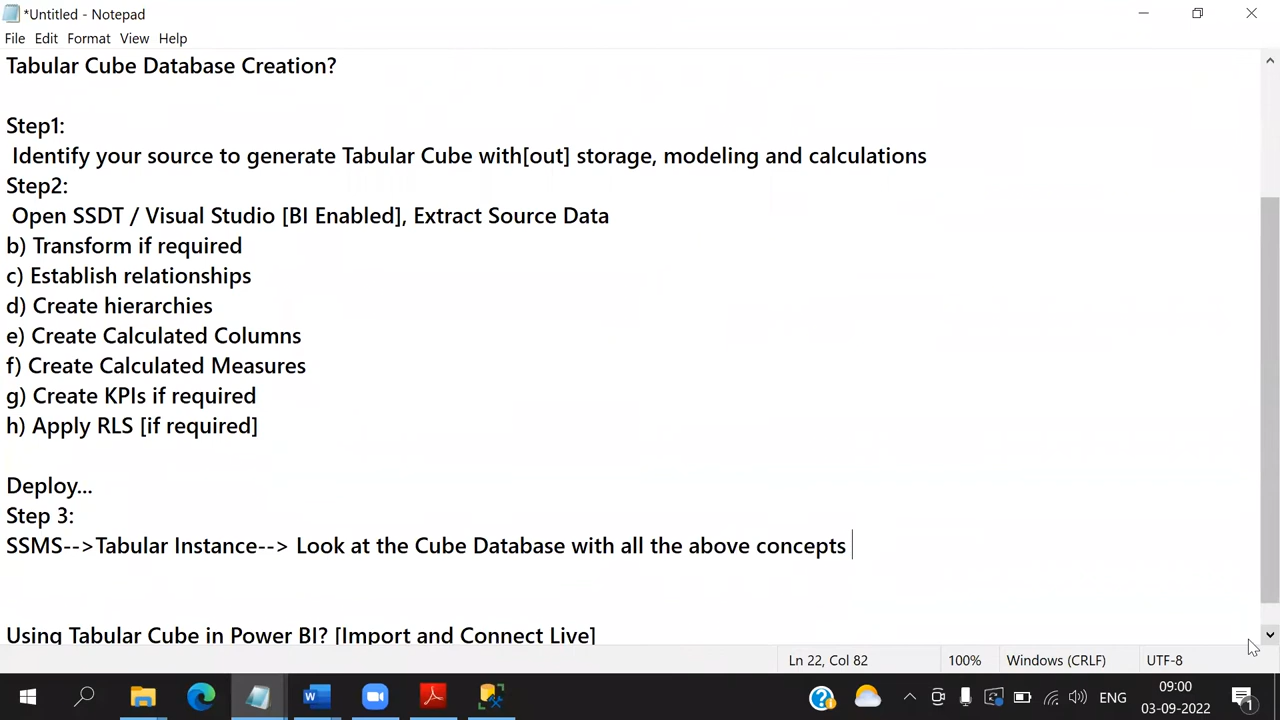 *Untitled - Notepad
File Edit Format View Help
Tabular Cube Database Creation?
Step1:
Identify your source to generate Tabular Cube with[out] storage, modeling and calculations
Step2:
Open SSDT / Visual Studio [BI Enabled], Extract Source Data
b) Transform if required
c) Establish relationships
d) Create hierarchies
e) Create Calculated Columns
f) Create Calculated Measures
g) Create KPIs if required
h) Apply RLS [if required]
Deploy...
Step 3:
SSMS-->Tabular Instance--> Look at the Cube Database with all the above concepts
Using Tabular Cube in Power BI? [Import and Connect Live]
Ln 22, Col 82 100% Windows (CRLF) UTF-8
ENG 09:00
03-09-2022 1